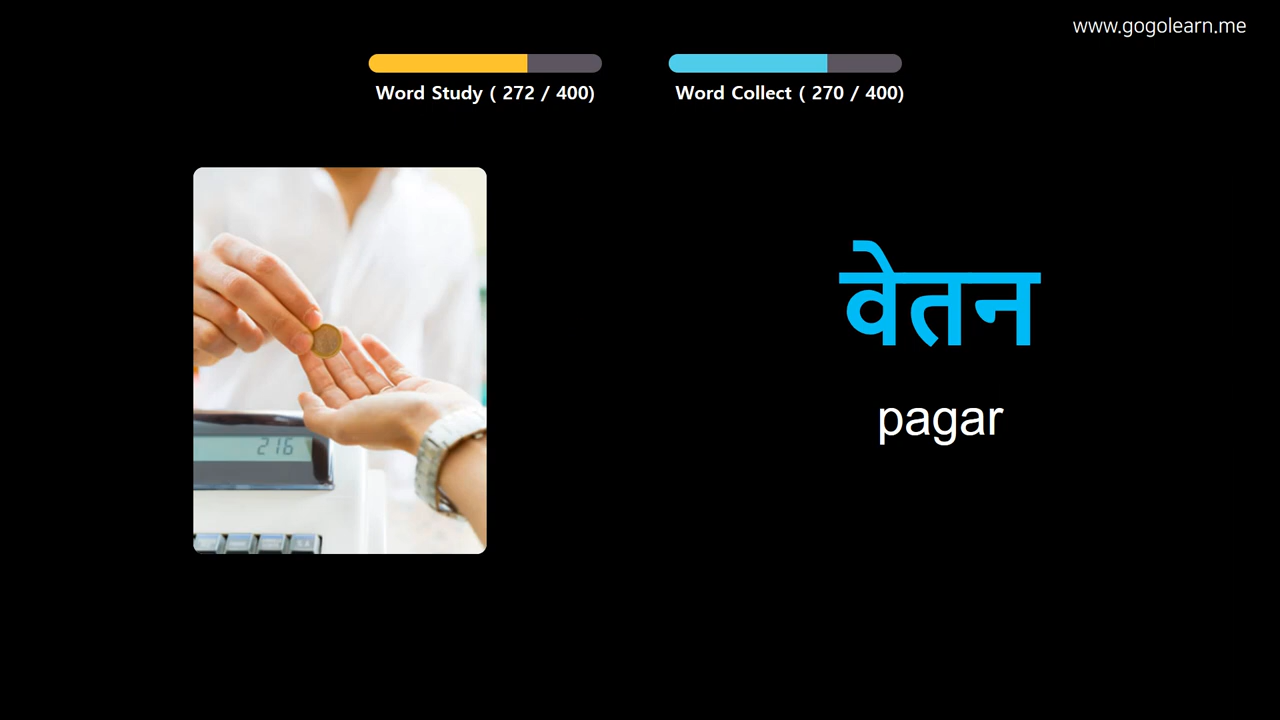 www.gogolearn.me
Word Study ( 272 / 400)
Word Collect ( 270 / 400)
वेतन
pagar
216